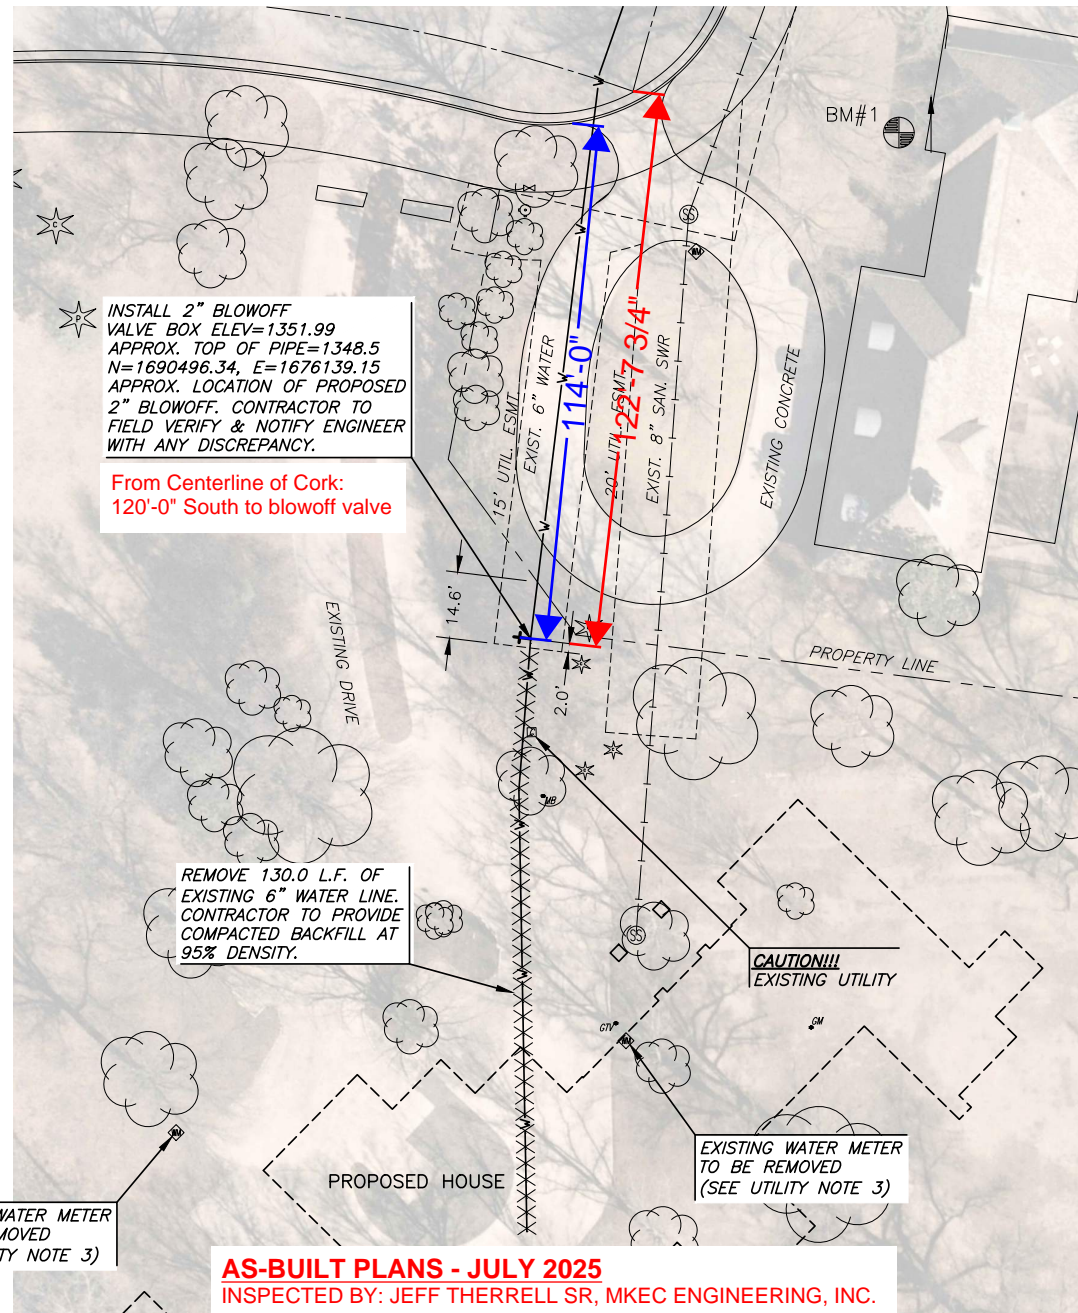 BM#1
INSTALL 2" BLOWOFF
VALVE BOX ELEV=1351.99
APPROX. TOP OF PIPE=1348.5
N=1690496.34, E=1676139.15
APPROX. LOCATION OF PROPOSED
2" BLOWOFF. CONTRACTOR TO
FIELD VERIFY & NOTIFY ENGINEER
WITH ANY DISCREPANCY.
From Centerline of Cork:
120'-0" South to blowoff valve
15' UTIL. ESMT
EXIST. 6" WATER
114'-0"
20' UTIL. ESMT.
122'-7 3/4"
EXIST. 8" SAN. SWR
EXISTING CONCRETE
W
W
W
W
SS
WM
C
P
14.6'
2.0'
EXISTING DRIVE
PROPERTY LINE
MB
REMOVE 130.0 L.F. OF
EXISTING 6" WATER LINE.
CONTRACTOR TO PROVIDE
COMPACTED BACKFILL AT
95% DENSITY.
SS
CAUTION!!!
EXISTING UTILITY
GTV
GM
WM
WM
EXISTING WATER METER
TO BE REMOVED
(SEE UTILITY NOTE 3)
PROPOSED HOUSE
WATER METER
MOVED
TY NOTE 3)
AS-BUILT PLANS - JULY 2025
INSPECTED BY: JEFF THERRELL SR, MKEC ENGINEERING, INC.